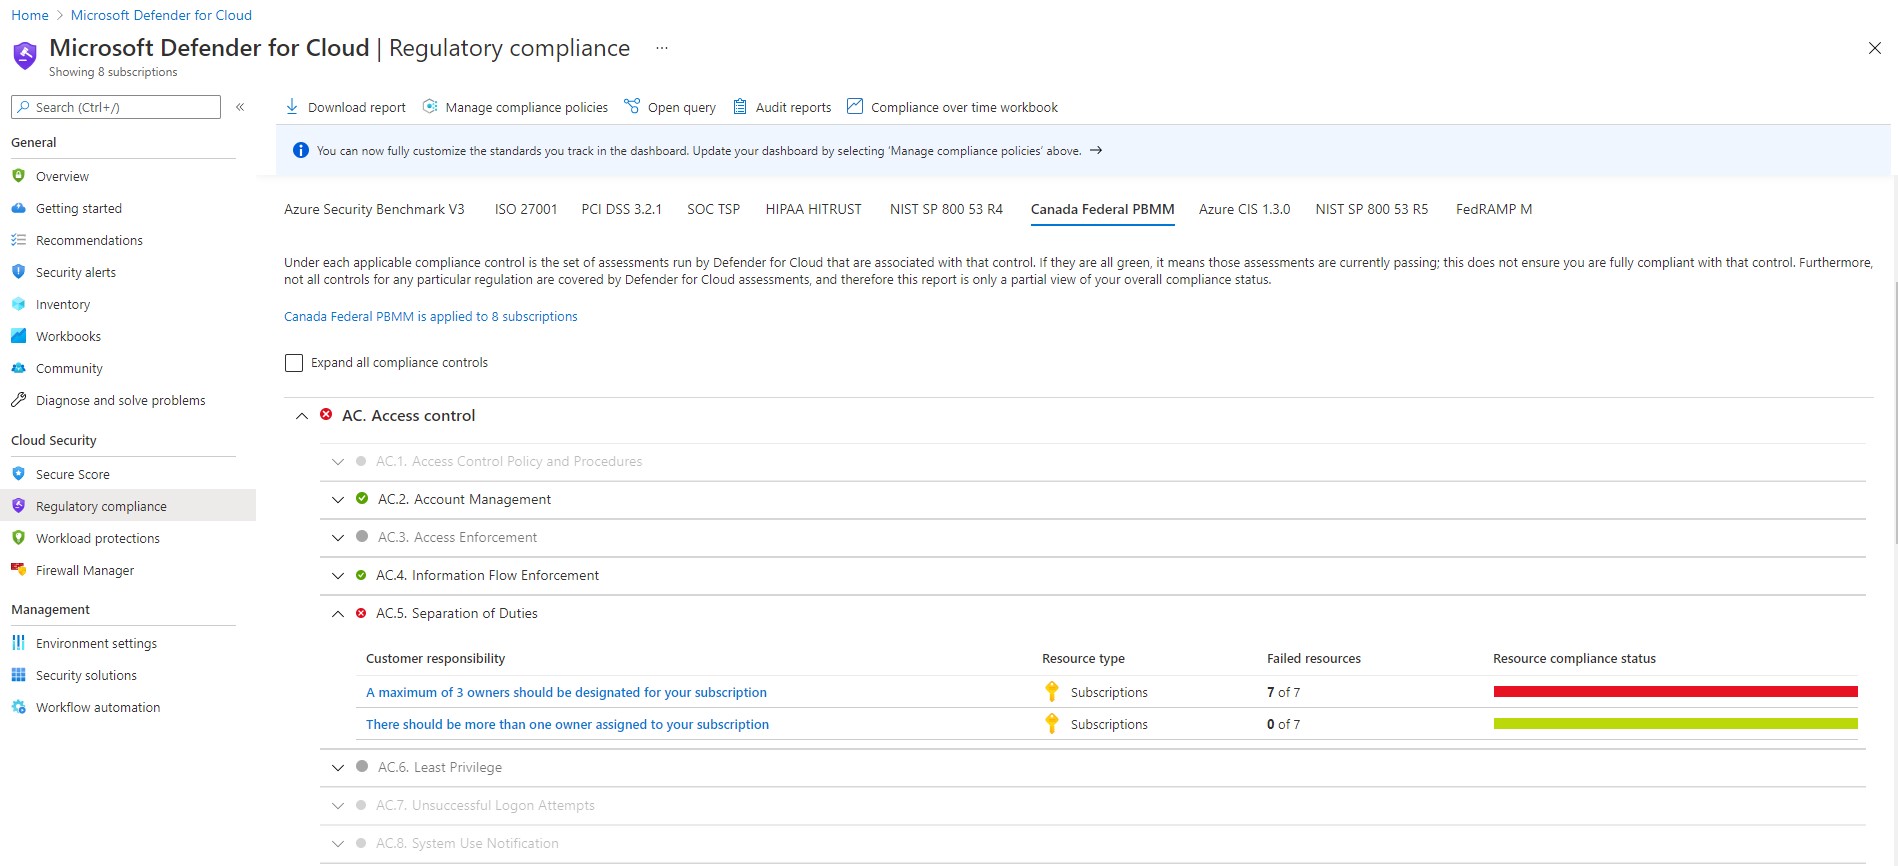 Home > Microsoft Defender for Cloud
Microsoft Defender for Cloud | Regulatory compliance ...
Showing 8 subscriptions
Search (Ctrl+/) «
General
Overview
Getting started
Recommendations
Security alerts
Inventory
Workbooks
Community
Diagnose and solve problems
Cloud Security
Secure Score
Regulatory compliance
Workload protections
Firewall Manager
Management
Environment settings
Security solutions
Workflow automation
Download report Manage compliance policies Open query Audit reports Compliance over time workbook
You can now fully customize the standards you track in the dashboard. Update your dashboard by selecting 'Manage compliance policies' above. →
Azure Security Benchmark V3 ISO 27001 PCI DSS 3.2.1 SOC TSP HIPAA HITRUST NIST SP 800 53 R4 Canada Federal PBMM Azure CIS 1.3.0 NIST SP 800 53 R5 FedRAMP M
Under each applicable compliance control is the set of assessments run by Defender for Cloud that are associated with that control. If they are all green, it means those assessments are currently passing; this does not ensure you are fully compliant with that control. Furthermore,
not all controls for any particular regulation are covered by Defender for Cloud assessments, and therefore this report is only a partial view of your overall compliance status.
Canada Federal PBMM is applied to 8 subscriptions
Expand all compliance controls
AC. Access control
AC.1. Access Control Policy and Procedures
AC.2. Account Management
AC.3. Access Enforcement
AC.4. Information Flow Enforcement
AC.5. Separation of Duties
Customer responsibility Resource type Failed resources Resource compliance status
A maximum of 3 owners should be designated for your subscription Subscriptions 7 of 7
There should be more than one owner assigned to your subscription Subscriptions 0 of 7
AC.6. Least Privilege
AC.7. Unsuccessful Logon Attempts
AC.8. System Use Notification